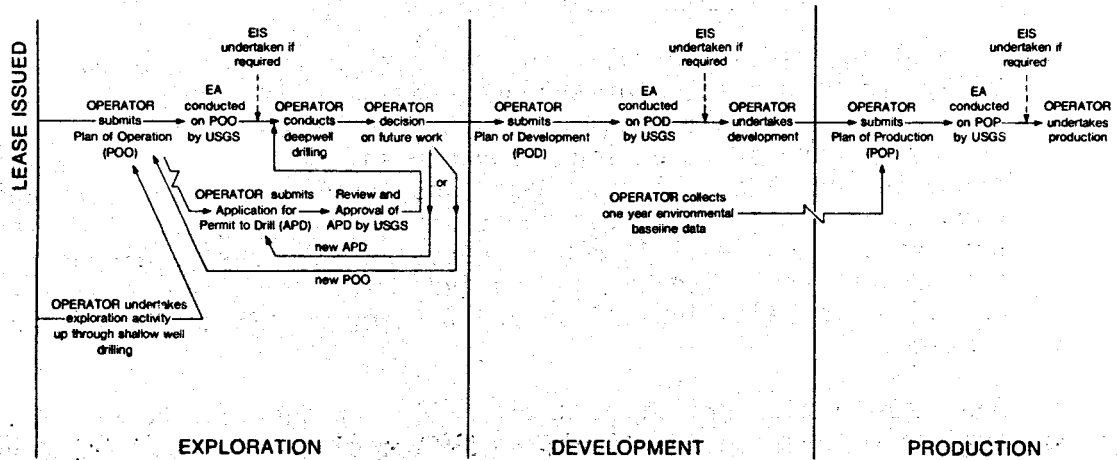 LEASE ISSUED
EIS
undertaken if
required
OPERATOR
submits
Plan of Operation
(POO)
EA
conducted
on POO
by USGS
OPERATOR
conducts
deepwell
drilling
OPERATOR
decision
on future work
OPERATOR submits
Application for
Permit to Drill (APD)
Review and
Approval of
APD by USGS
or
new APD
new POO
OPERATOR undertakes
exploration activity
up through shallow well
drilling
EXPLORATION
EIS
undertaken if
required
OPERATOR
submits
Plan of Development
(POD)
EA
conducted
on POD
by USGS
OPERATOR
undertakes
development
OPERATOR collects
one year environmental
baseline data
DEVELOPMENT
EIS
undertaken if
required
OPERATOR
submits
Plan of Production
(POP)
EA
conducted
on POP
by USGS
OPERATOR
undertakes
production
PRODUCTION